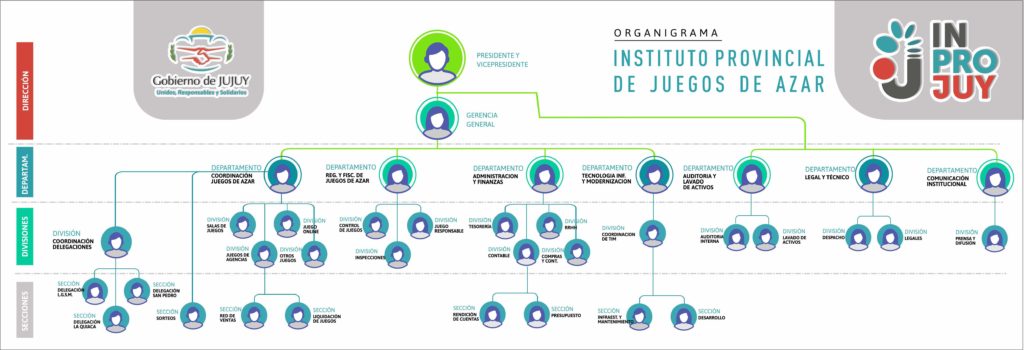 Gobierno de JUJUY
Unidos, Responsables y Solidarios
PRESIDENTE Y
VICEPRESIDENTE
ORGANIGRAMA
INSTITUTO PROVINCIAL
DE JUEGOS DE AZAR
IN
PRO
JUY
DIRECCIÓN
GERENCIA
GENERAL
DEPARTAM.
DEPARTAMENTO
COORDINACIÓN
JUEGOS DE AZAR
DEPARTAMENTO
REG. Y FISC. DE
JUEGOS DE AZAR
DEPARTAMENTO
ADMINISTRACION
Y FINANZAS
DEPARTAMENTO
TECNOLOGIA INF.
Y MODERNIZACION
DEPARTAMENTO
AUDITORIA Y
LAVADO
DE ACTIVOS
DEPARTAMENTO
LEGAL Y TÉCNICO
DEPARTAMENTO
COMUNICACIÓN
INSTITUCIONAL
DIVISIONES
DIVISIÓN
COORDINACIÓN
DELEGACIONES
DIVISIÓN
SALAS DE
JUEGOS
DIVISIÓN
JUEGO
ONLINE
DIVISIÓN
JUEGOS DE
AGENCIAS
DIVISIÓN
OTROS
JUEGOS
DIVISIÓN
CONTROL
DE JUEGOS
DIVISIÓN
JUEGO
RESPONSABLE
DIVISIÓN
INSPECCIONES
DIVISIÓN
TESORERÍA
DIVISIÓN
RRHH
DIVISIÓN
CONTABLE
DIVISIÓN
COMPRAS
Y CONT.
DIVISIÓN
COORDINACION
DE TIM
DIVISIÓN
AUDITORIA
INTERNA
DIVISIÓN
LAVADO DE
ACTIVOS
DIVISIÓN
DESPACHO
DIVISIÓN
LEGALES
DIVISIÓN
PRENSA Y
DIFUSIÓN
SECCIONES
SECCIÓN
DELEGACIÓN
L.G.S.M.
SECCIÓN
DELEGACIÓN
SAN PEDRO
SECCIÓN
DELEGACIÓN
LA QUIACA
SECCIÓN
SORTEOS
SECCIÓN
RED DE
VENTAS
SECCIÓN
LIQUIDACIÓN
DE JUEGOS
SECCIÓN
RENDICIÓN
DE CUENTAS
SECCIÓN
PRESUPUESTO
SECCIÓN
INFRAEST. Y
MANTENIMIENTO
SECCIÓN
DESARROLLO